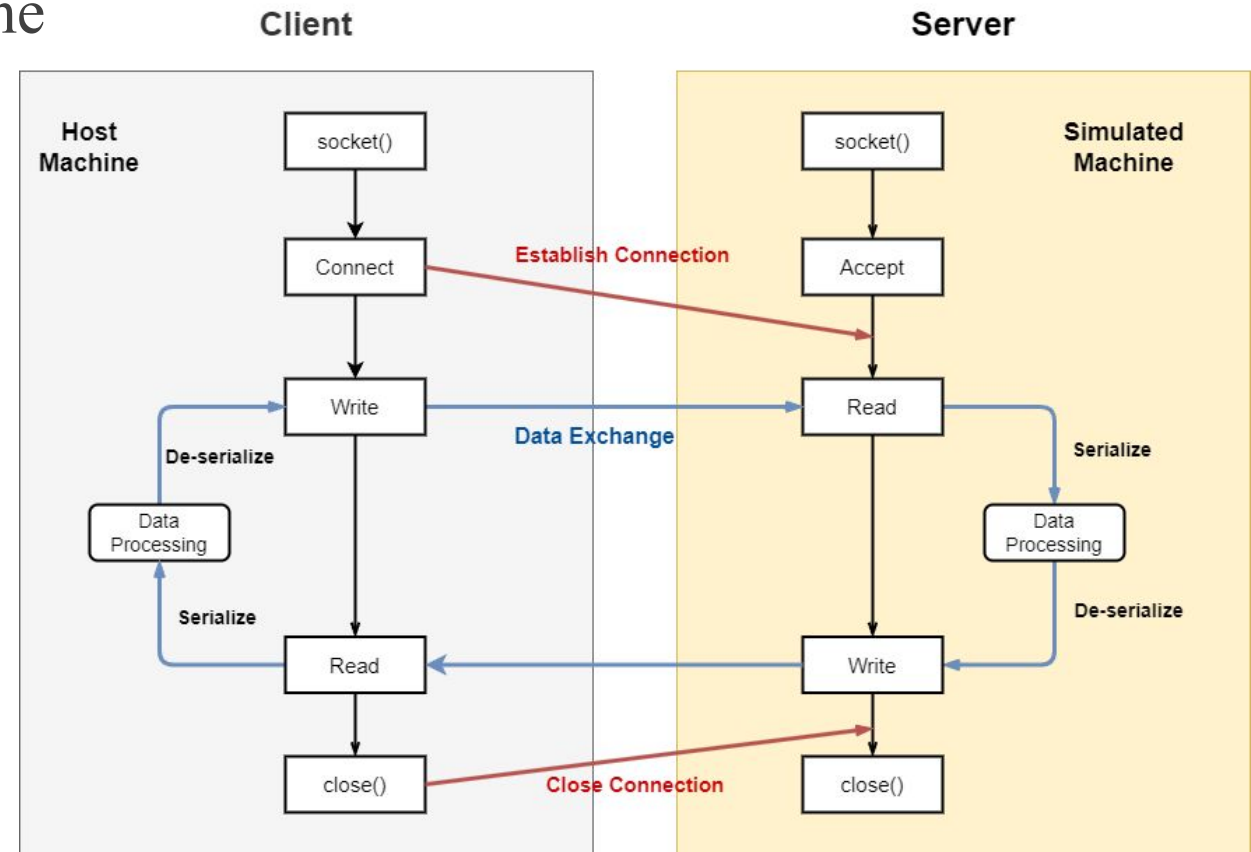 Client
Server
Host
Machine
socket()
Connect
Write
De-serialize
Data
Processing
Serialize
Read
close()
Establish Connection
Data Exchange
Close Connection
Simulated
Machine
socket()
Accept
Read
Serialize
Data
Processing
De-serialize
Write
close()